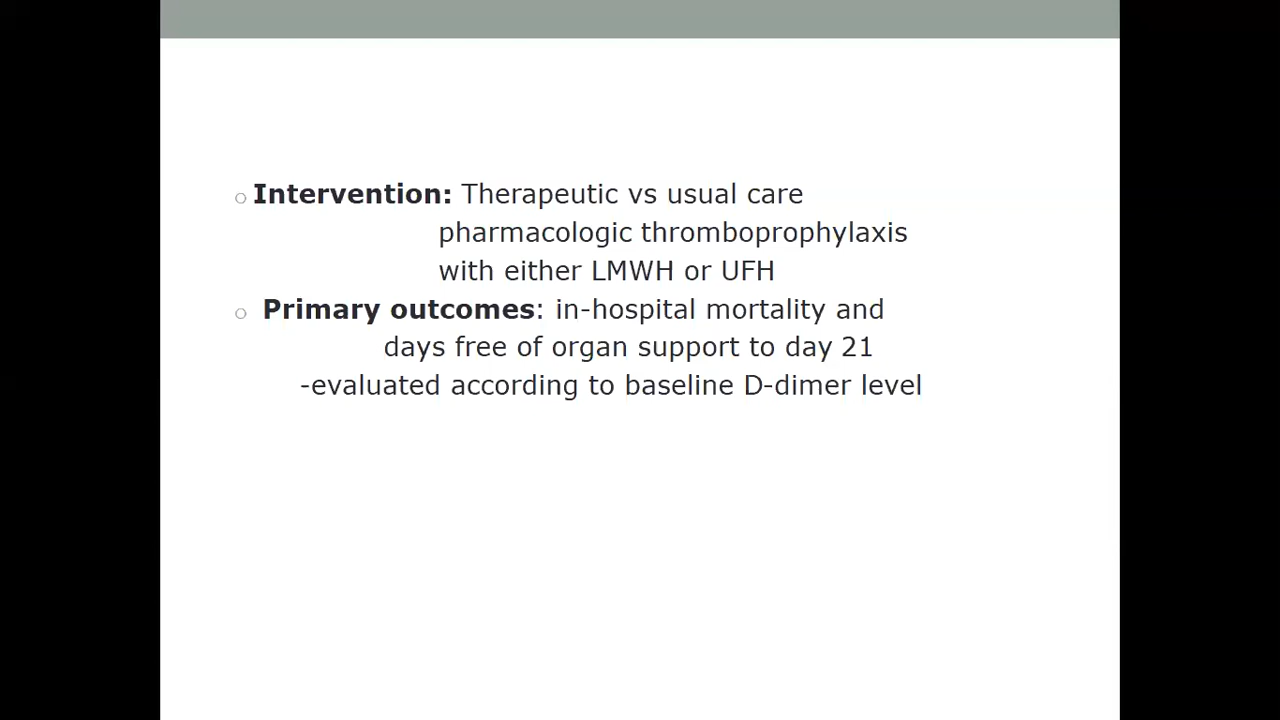 ○ Intervention: Therapeutic vs usual care
pharmacologic thromboprophylaxis
with either LMWH or UFH
○ Primary outcomes: in-hospital mortality and
days free of organ support to day 21
-evaluated according to baseline D-dimer level